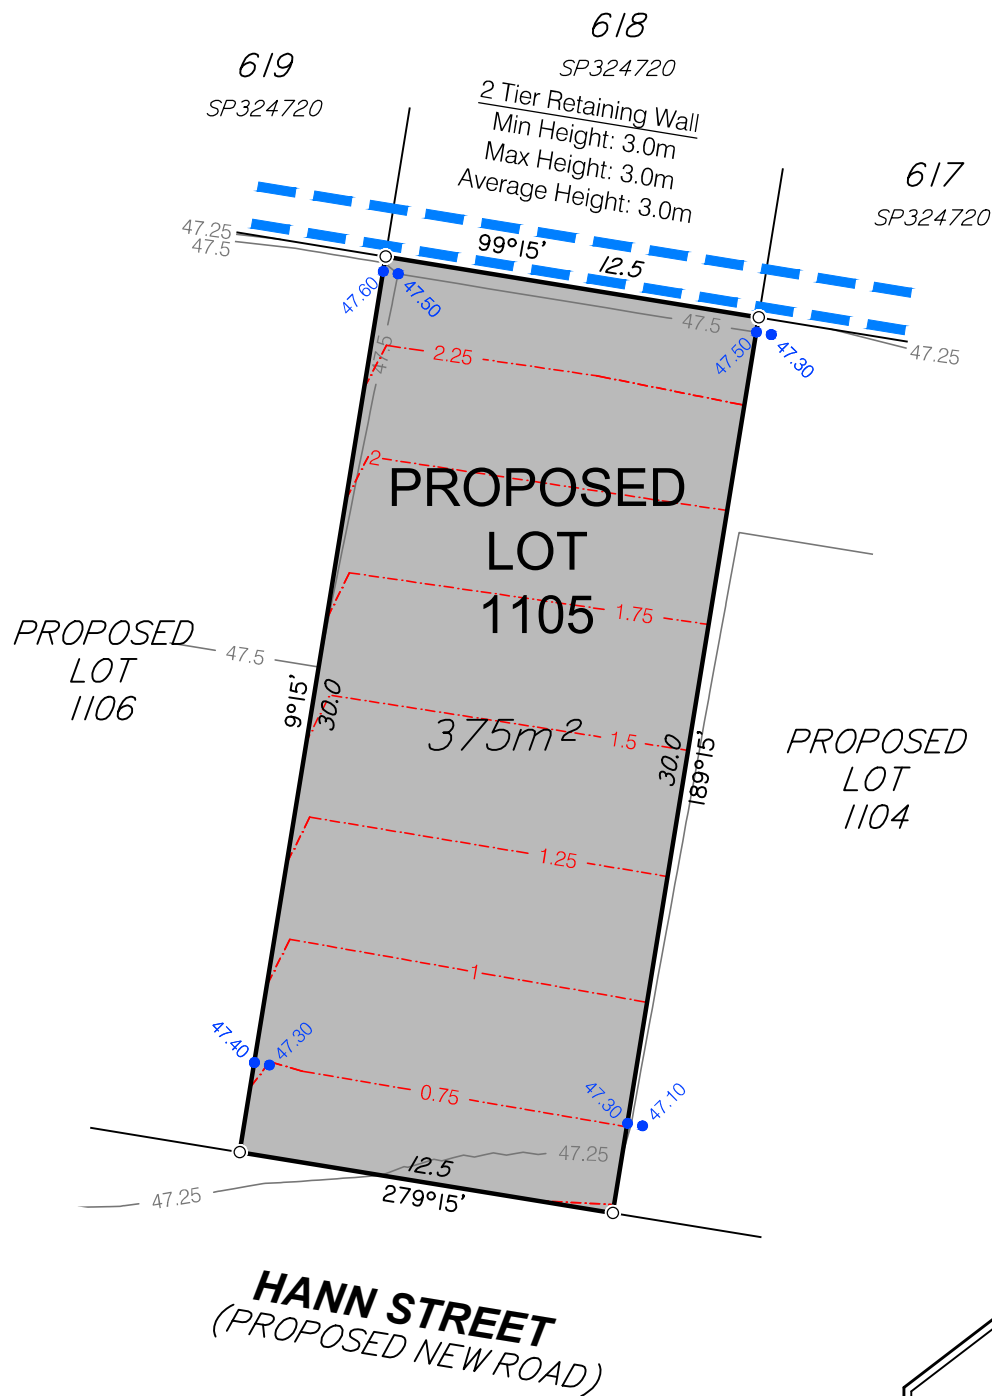 618
SP324720
619
SP324720
2 Tier Retaining Wall
Min Height: 3.0m
Max Height: 3.0m
Average Height: 3.0m
617
SP324720
47.25
47.5
99°15'
12.5
47.60
47.50
47.5
47.50
47.30
47.25
47.5
2.25
2
PROPOSED
LOT
1105
1.75
PROPOSED
LOT
1106
47.5
9°15'
30.0
375m²
1.5
30.0
189°15'
PROPOSED
LOT
1104
1.25
1
47.40
47.30
0.75
47.30
47.10
47.25
12.5
279°15'
47.25
HANN STREET
(PROPOSED NEW ROAD)